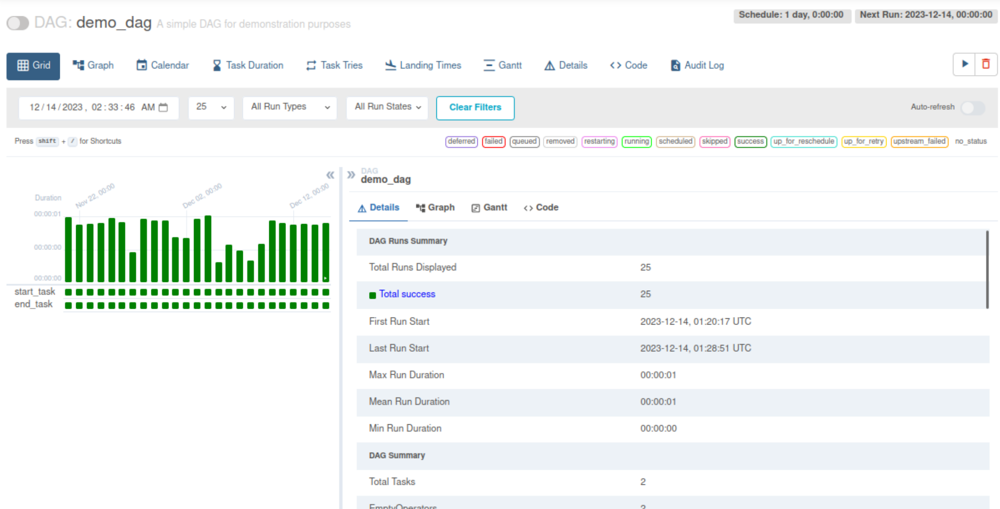 Schedule: 1 day, 0:00:00 Next Run: 2023-12-14, 00:00:00
DAG: demo_dag A simple DAG for demonstration purposes
Grid Graph Calendar Task Duration Task Tries Landing Times Gantt Details <> Code Audit Log
12/14/2023, 02:33:46 AM 25 All Run Types All Run States Clear Filters Auto-refresh
Press shift + / for Shortcuts deferred failed queued removed restarting running scheduled skipped success up_for_reschedule up_for_retry upstream_failed no_status
« » DAG
demo_dag
Nov 22, 00:00 Dec 02, 00:00 Dec 12, 00:00
Duration
00:00:01
00:00:00
00:00:00
start_task
end_task
Details Graph Gantt <> Code
DAG Runs Summary
Total Runs Displayed 25
Total success 25
First Run Start 2023-12-14, 01:20:17 UTC
Last Run Start 2023-12-14, 01:28:51 UTC
Max Run Duration 00:00:01
Mean Run Duration 00:00:01
Min Run Duration 00:00:00
DAG Summary
Total Tasks 2
EmptyOperators 2